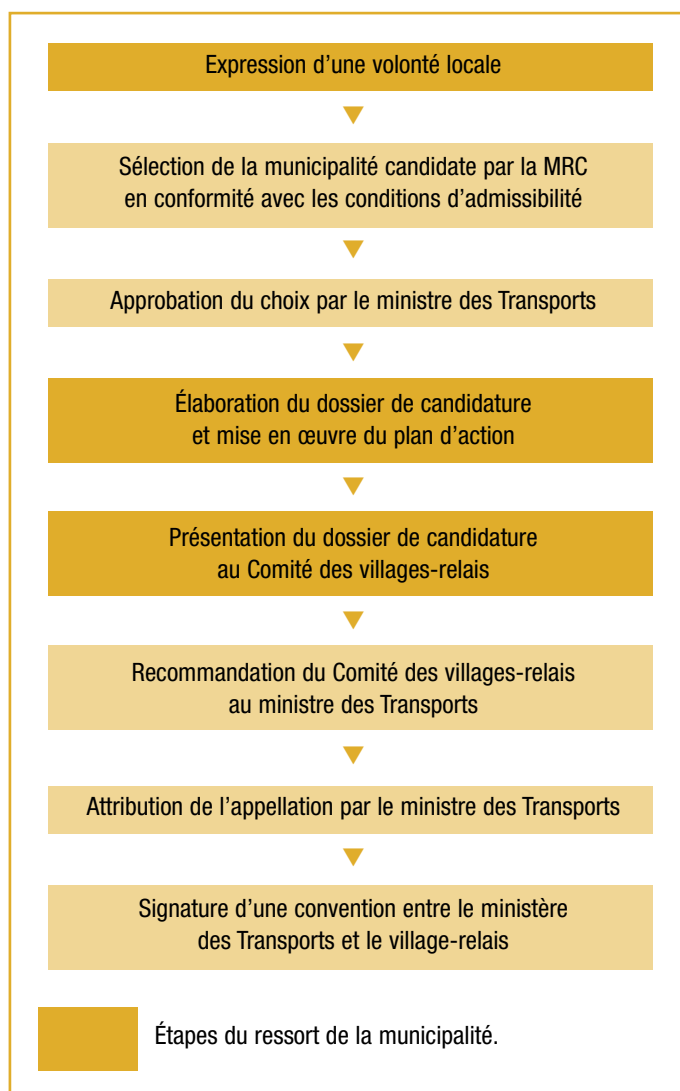 Expression d’une volonté locale
Sélection de la municipalité candidate par la MRC
en conformité avec les conditions d’admissibilité
Approbation du choix par le ministre des Transports
Élaboration du dossier de candidature
et mise en œuvre du plan d’action
Présentation du dossier de candidature
au Comité des villages-relais
Recommandation du Comité des villages-relais
au ministre des Transports
Attribution de l’appellation par le ministre des Transports
Signature d’une convention entre le ministère
des Transports et le village-relais
Étapes du ressort de la municipalité.